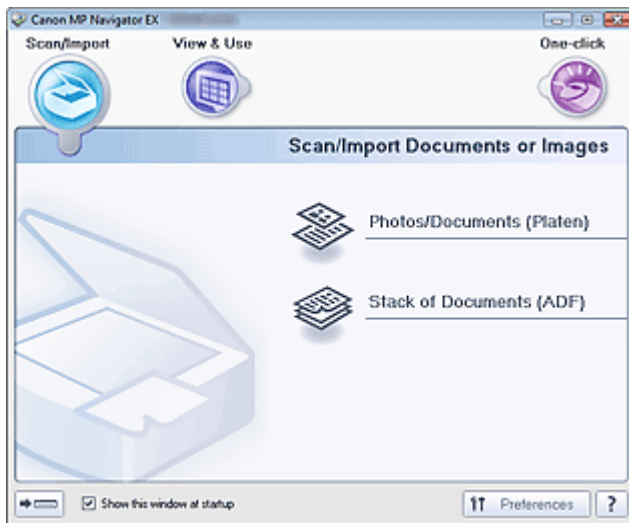 Canon MP Navigator EX
Scan/Import
View & Use
One-click
Scan/Import Documents or Images
Photos/Documents (Platen)
Stack of Documents (ADF)
Show this window at startup
Preferences
?